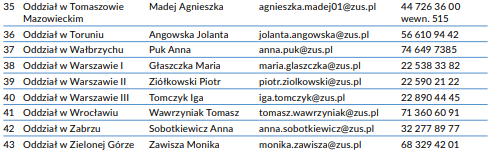 35 Oddział w Tomaszowie Mazowieckim Madej Agnieszka agnieszka.madej01@zus.pl 44 726 36 00 wewn. 515
36 Oddział w Toruniu Angowska Jolanta jolanta.angowska@zus.pl 56 610 94 42
37 Oddział w Wałbrzychu Puk Anna anna.puk@zus.pl 74 649 7385
38 Oddział w Warszawie I Głaszczka Maria maria.glaszczka@zus.pl 22 538 33 82
39 Oddział w Warszawie II Ziółkowski Piotr piotr.ziolkowski@zus.pl 22 590 21 22
40 Oddział w Warszawie III Tomczyk Iga iga.tomczyk@zus.pl 22 890 44 45
41 Oddział w Wrocławiu Wawrzyniak Tomasz tomasz.wawrzyniak@zus.pl 71 360 60 91
42 Oddział w Zabrzu Sobotkiewicz Anna anna.sobotkiewicz@zus.pl 32 277 89 77
43 Oddział w Zielonej Górze Zawisza Monika monika.zawisza@zus.pl 68 329 42 01